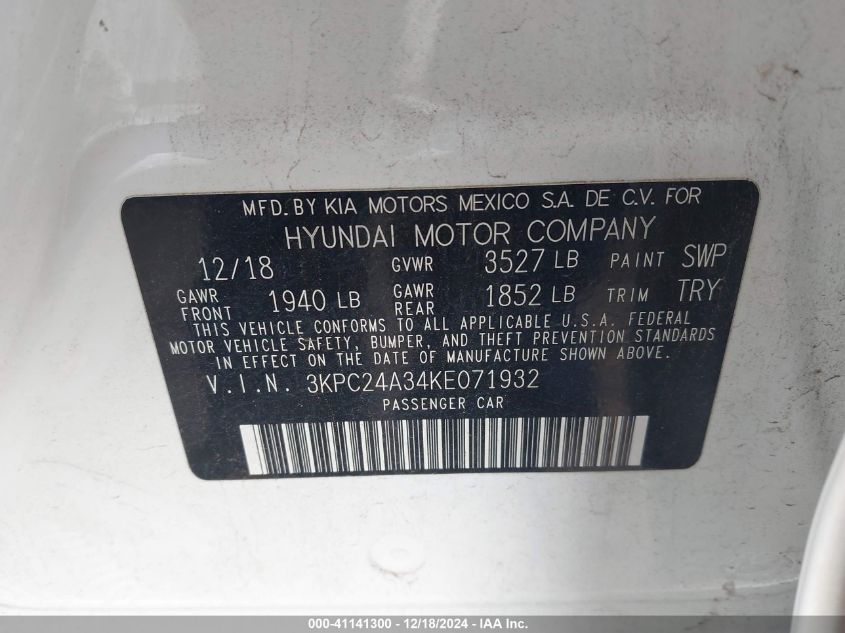 MFD. BY KIA MOTORS MEXICO S.A. DE C.V. FOR
HYUNDAI MOTOR COMPANY
12/18 GVWR 3527 LB PAINT SWP
GAWR FRONT 1940 LB GAWR REAR 1852 LB TRIM TRY
THIS VEHICLE CONFORMS TO ALL APPLICABLE U.S.A. FEDERAL
MOTOR VEHICLE SAFETY, BUMPER, AND THEFT PREVENTION STANDARDS
IN EFFECT ON THE DATE OF MANUFACTURE SHOWN ABOVE.
V.I.N. 3KPC24A34KE071932
PASSENGER CAR
000-41141300 - 12/18/2024 - IAA Inc.